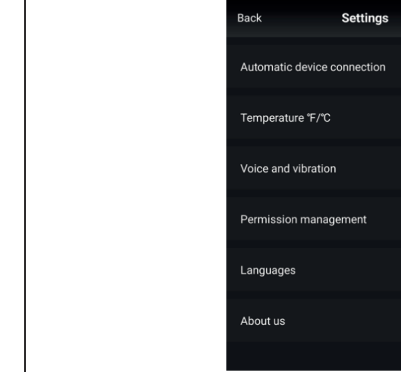 Back Settings
Automatic device connection
Temperature ℉/℃
Voice and vibration
Permission management
Languages
About us